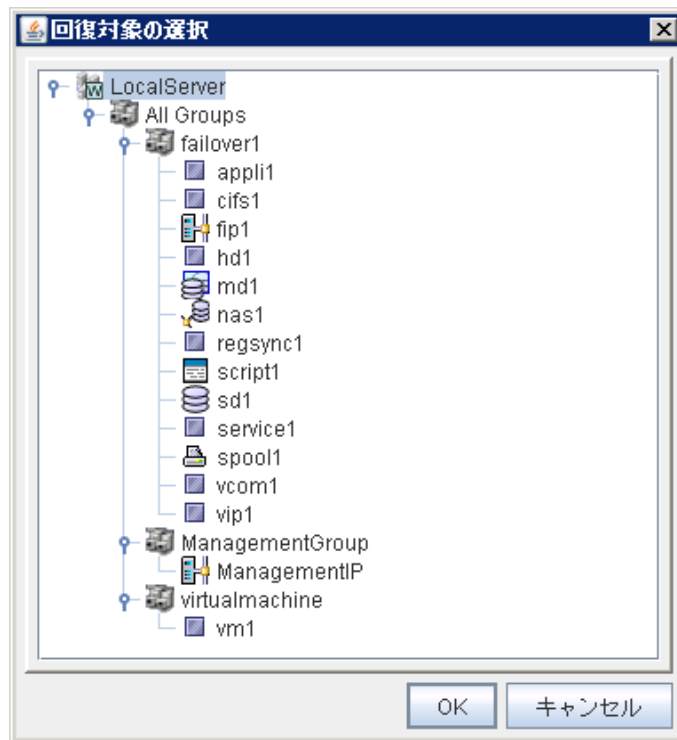 回復対象の選択
LocalServer
All Groups
failover1
appli1
cifs1
fip1
hd1
md1
nas1
regsync1
script1
sd1
service1
spool1
vcom1
vip1
ManagementGroup
ManagementIP
virtualmachine
vm1
OK キャンセル